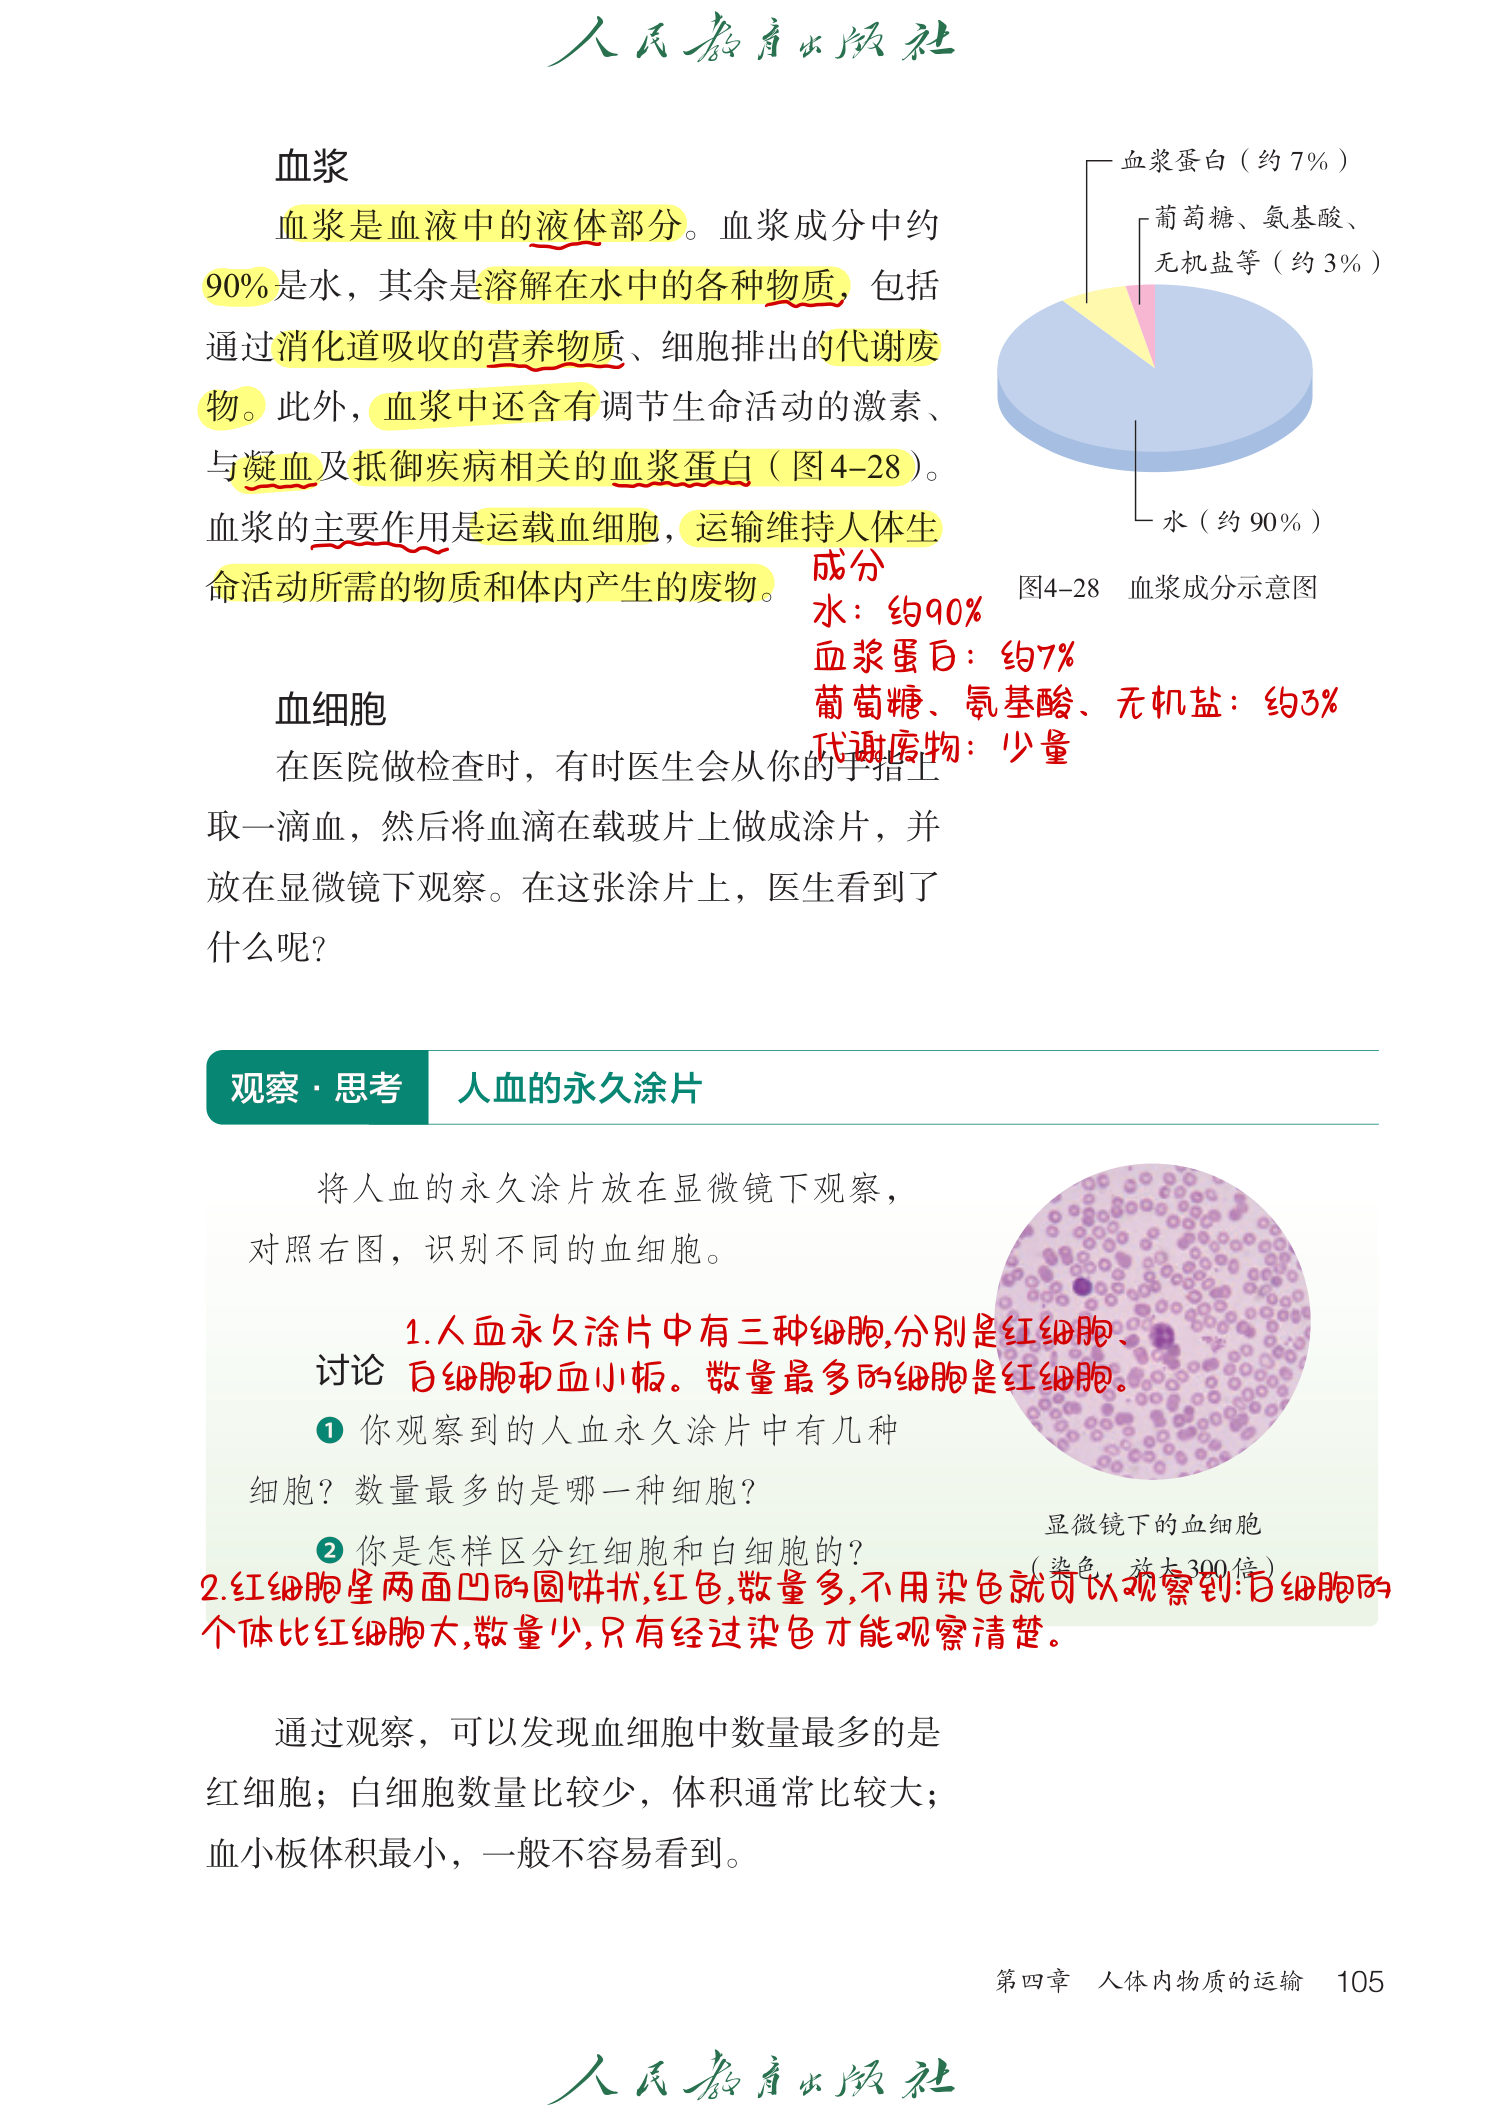 人民教育出版社
血浆
血浆是血液中的液体部分。血浆成分中约
90%是水，其余是溶解在水中的各种物质，包括
通过消化道吸收的营养物质、细胞排出的代谢废
物。此外，血浆中还含有调节生命活动的激素、
与凝血及抵御疾病相关的血浆蛋白（图4-28）。
血浆的主要作用是运载血细胞，运输维持人体生
命活动所需的物质和体内产生的废物。
血浆蛋白（约 7%）
葡萄糖、氨基酸、
无机盐等（约 3%）
水（约 90%）
图4-28 血浆成分示意图
成分
水：约90%
血浆蛋白：约7%
葡萄糖、氨基酸、无机盐：约3%
代谢废物：少量
血细胞
在医院做检查时，有时医生会从你的手指上
取一滴血，然后将血滴在载玻片上做成涂片，并
放在显微镜下观察。在这张涂片上，医生看到了
什么呢？
观察·思考 人血的永久涂片
将人血的永久涂片放在显微镜下观察，
对照右图，识别不同的血细胞。
1.人血永久涂片中有三种细胞,分别是红细胞、
白细胞和血小板。数量最多的细胞是红细胞。
讨论
1 你观察到的人血永久涂片中有几种
细胞？数量最多的是哪一种细胞？
2 你是怎样区分红细胞和白细胞的？
显微镜下的血细胞
（染色，放大300倍）
2.红细胞呈两面凹的圆饼状,红色,数量多,不用染色就可以观察到:白细胞的
个体比红细胞大,数量少,只有经过染色才能观察清楚。
通过观察，可以发现血细胞中数量最多的是
红细胞；白细胞数量比较少，体积通常比较大；
血小板体积最小，一般不容易看到。
第四章 人体内物质的运输 105
人民教育出版社